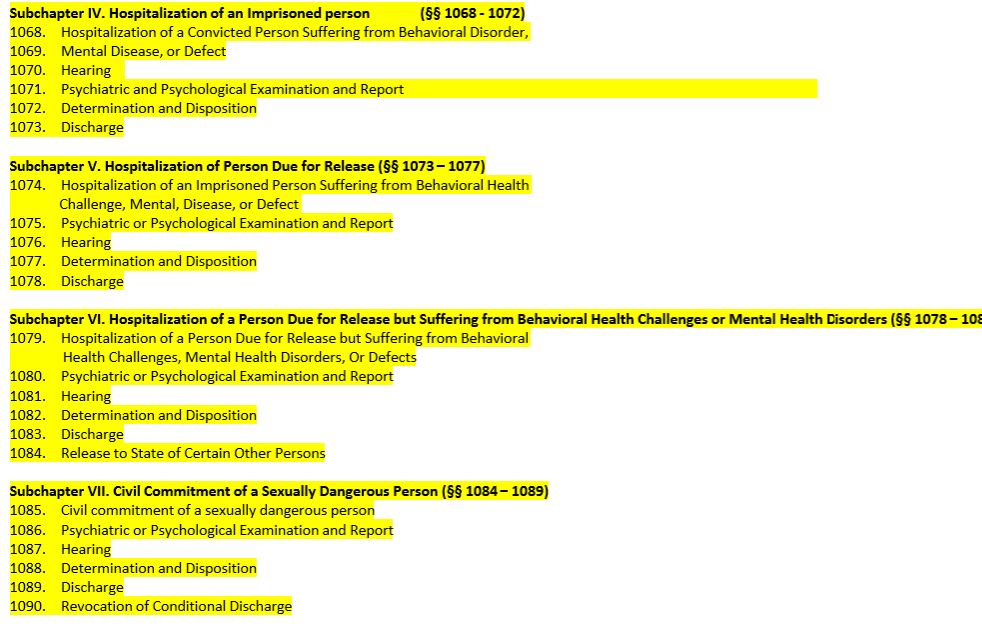 Subchapter IV. Hospitalization of an Imprisoned person (§§ 1068 - 1072)
1068. Hospitalization of a Convicted Person Suffering from Behavioral Disorder,
1069. Mental Disease, or Defect
1070. Hearing
1071. Psychiatric and Psychological Examination and Report
1072. Determination and Disposition
1073. Discharge
Subchapter V. Hospitalization of Person Due for Release (§§ 1073 – 1077)
1074. Hospitalization of an Imprisoned Person Suffering from Behavioral Health
Challenge, Mental, Disease, or Defect
1075. Psychiatric or Psychological Examination and Report
1076. Hearing
1077. Determination and Disposition
1078. Discharge
Subchapter VI. Hospitalization of a Person Due for Release but Suffering from Behavioral Health Challenges or Mental Health Disorders (§§ 1078 –
1079. Hospitalization of a Person Due for Release but Suffering from Behavioral
Health Challenges, Mental Health Disorders, Or Defects
1080. Psychiatric or Psychological Examination and Report
1081. Hearing
1082. Determination and Disposition
1083. Discharge
1084. Release to State of Certain Other Persons
Subchapter VII. Civil Commitment of a Sexually Dangerous Person (§§ 1084 – 1089)
1085. Civil commitment of a sexually dangerous person
1086. Psychiatric or Psychological Examination and Report
1087. Hearing
1088. Determination and Disposition
1089. Discharge
1090. Revocation of Conditional Discharge